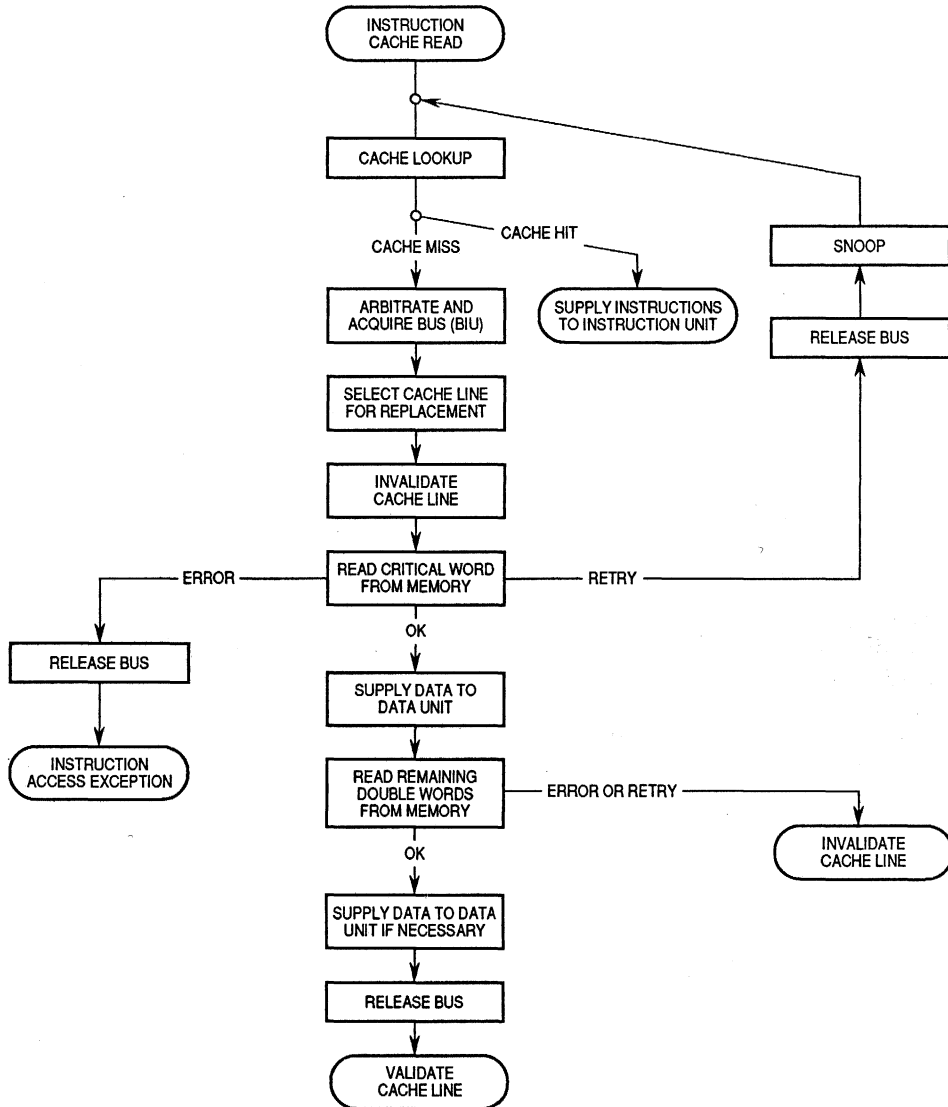 INSTRUCTION
CACHE READ
CACHE LOOKUP
CACHE MISS
CACHE HIT
SNOOP
ARBITRATE AND
ACQUIRE BUS (BIU)
SUPPLY INSTRUCTIONS
TO INSTRUCTION UNIT
RELEASE BUS
SELECT CACHE LINE
FOR REPLACEMENT
INVALIDATE
CACHE LINE
ERROR
READ CRITICAL WORD
FROM MEMORY
RETRY
OK
RELEASE BUS
SUPPLY DATA TO
DATA UNIT
INSTRUCTION
ACCESS EXCEPTION
READ REMAINING
DOUBLE WORDS
FROM MEMORY
ERROR OR RETRY
INVALIDATE
CACHE LINE
OK
SUPPLY DATA TO DATA
UNIT IF NECESSARY
RELEASE BUS
VALIDATE
CACHE LINE